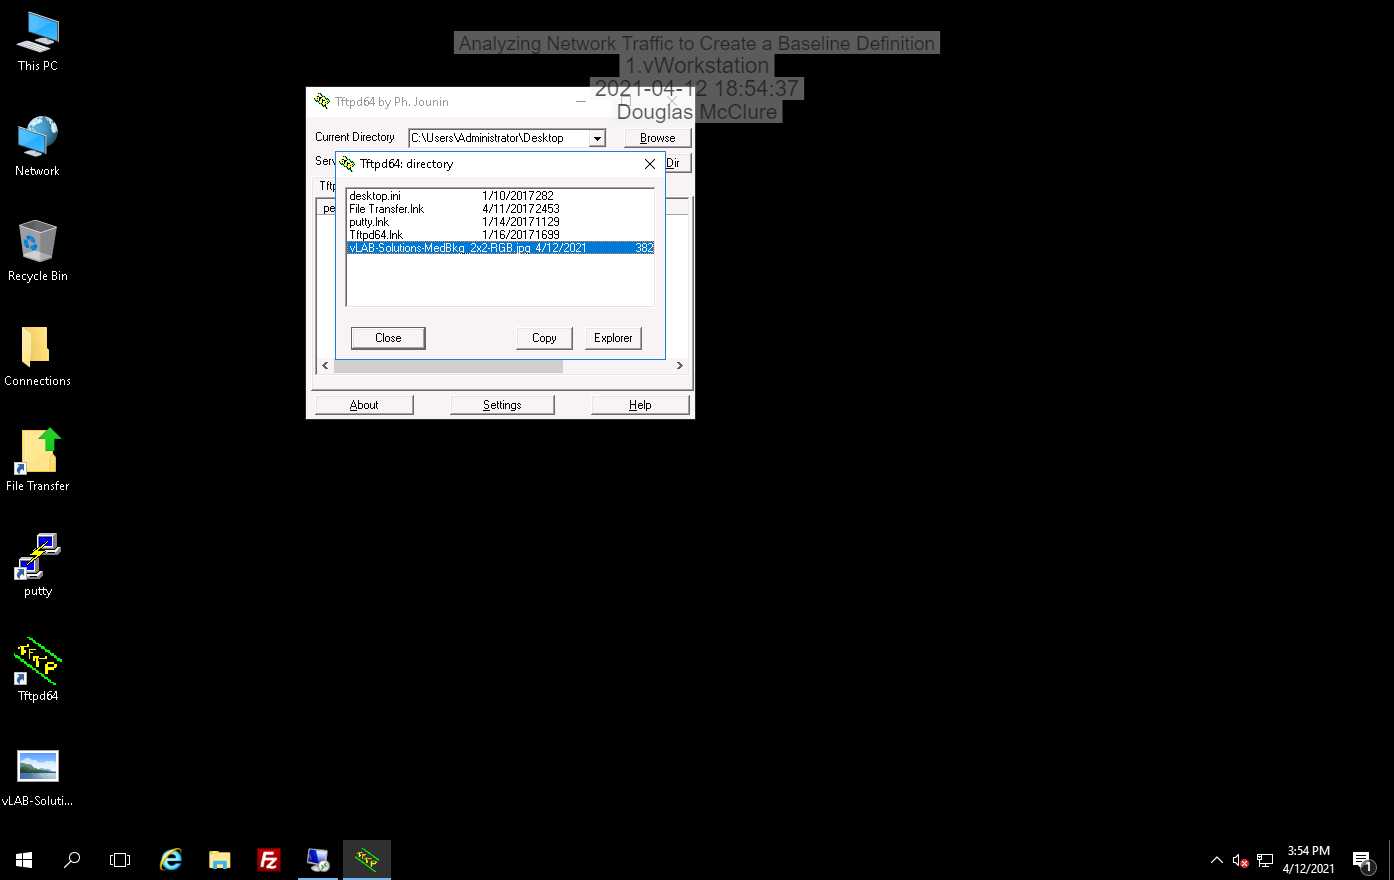 This PC
Network
Recycle Bin
Connections
File Transfer
putty
Tftpd64
vLAB-Soluti...
Analyzing Network Traffic to Create a Baseline Definition
1.vWorkstation
2021-04-12 18:54:37
Douglas McClure
Tftpd64 by Ph. Jounin
Current Directory C:\Users\Administrator\Desktop Browse
Serv Dir
Tftp
pe
Tftpd64: directory
desktop.ini 1/10/2017282
File Transfer.lnk 4/11/20172453
putty.lnk 1/14/20171129
Tftpd64.lnk 1/16/20171699
vLAB-Solutions-MedBkg_2x2-RGB.jpg 4/12/2021 382
Close Copy Explorer
About Settings Help
3:54 PM
4/12/2021
1